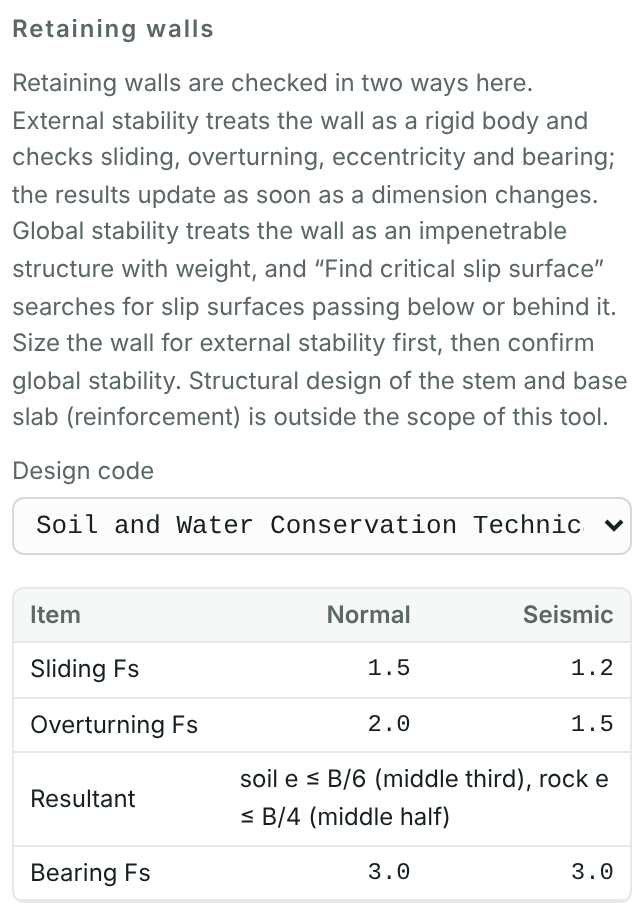 Retaining walls
Retaining walls are checked in two ways here.
External stability treats the wall as a rigid body and
checks sliding, overturning, eccentricity and bearing;
the results update as soon as a dimension changes.
Global stability treats the wall as an impenetrable
structure with weight, and “Find critical slip surface”
searches for slip surfaces passing below or behind it.
Size the wall for external stability first, then confirm
global stability. Structural design of the stem and base
slab (reinforcement) is outside the scope of this tool.
Design code
Soil and Water Conservation Technic
Item Normal Seismic
Sliding Fs 1.5 1.2
Overturning Fs 2.0 1.5
Resultant soil e ≤ B/6 (middle third), rock e
≤ B/4 (middle half)
Bearing Fs 3.0 3.0